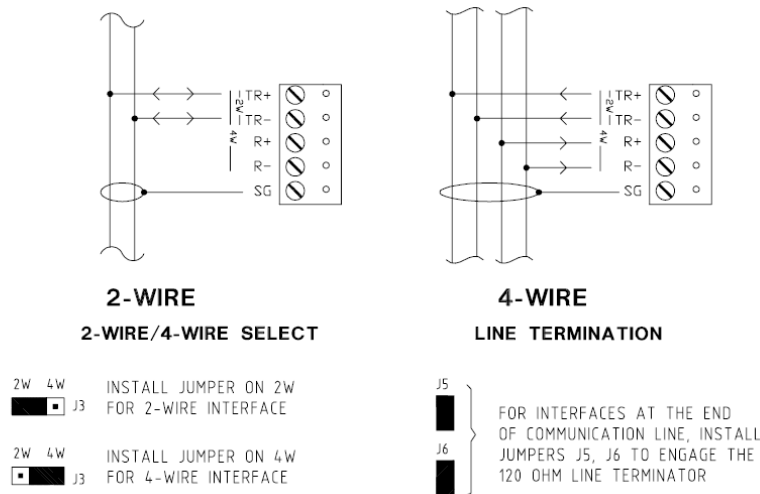 TR+
TR-
R+
R-
SG
2W
4W
TR+
TR-
R+
R-
SG
2W
4W
2-WIRE
4-WIRE
2-WIRE/4-WIRE SELECT
LINE TERMINATION
2W 4W
J3
INSTALL JUMPER ON 2W
FOR 2-WIRE INTERFACE
2W 4W
J3
INSTALL JUMPER ON 4W
FOR 4-WIRE INTERFACE
J5
J6
FOR INTERFACES AT THE END
OF COMMUNICATION LINE, INSTALL
JUMPERS J5, J6 TO ENGAGE THE
120 OHM LINE TERMINATOR